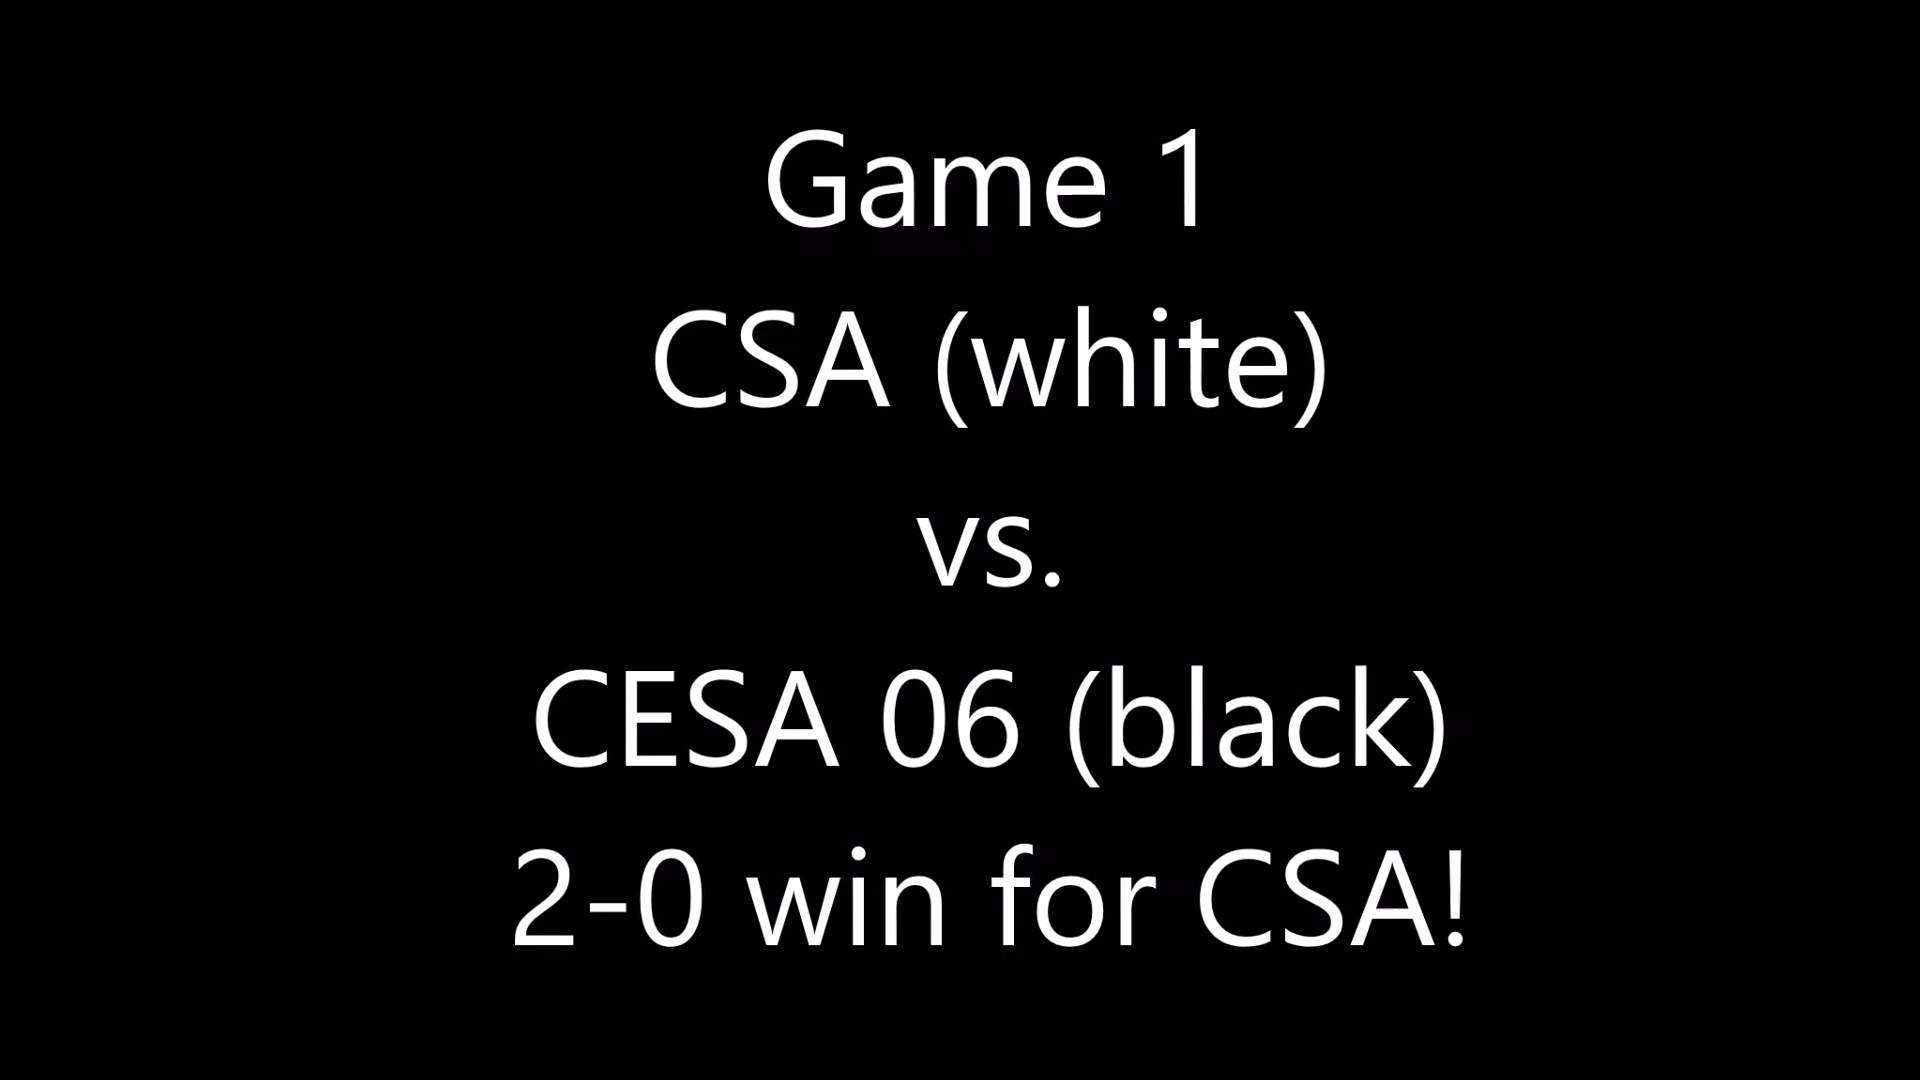 Game 1
CSA (white)
vs.
CESA 06 (black)
2-0 win for CSA!